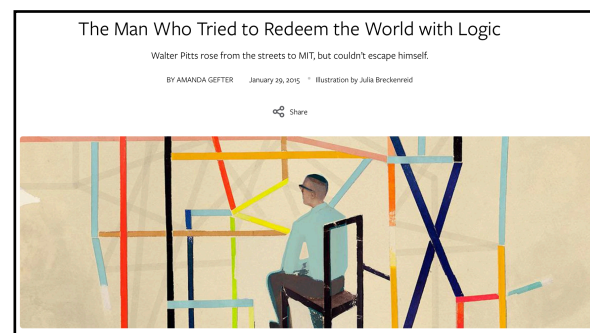 The Man Who Tried to Redeem the World with Logic
Walter Pitts rose from the streets to MIT, but couldn't escape himself.
BY AMANDA GEFTER January 29, 2015 Illustration by Julia Breckenreid
Share